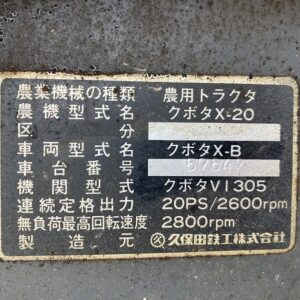 農業機械の種類 農用トラクタ
農機型式名 クボタX-20
区分
車両型式名 クボタX-B
車台番号
機関型式 クボタV1305
連続定格出力 20PS/2600rpm
無負荷最高回転速度 2800rpm
製造元 久保田鉄工株式会社